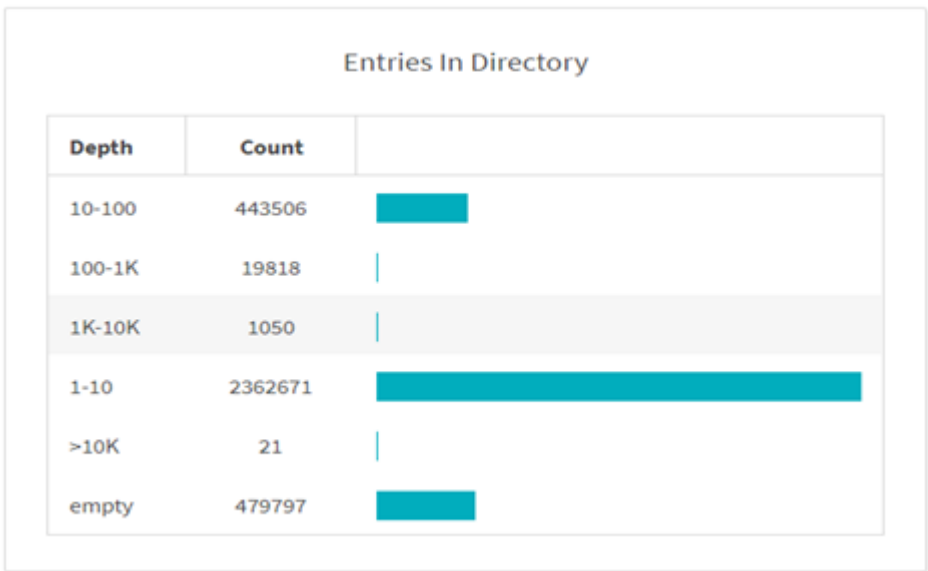 Entries In Directory
Depth Count
10-100 443506
100-1K 19818
1K-10K 1050
1-10 2362671
>10K 21
empty 479797